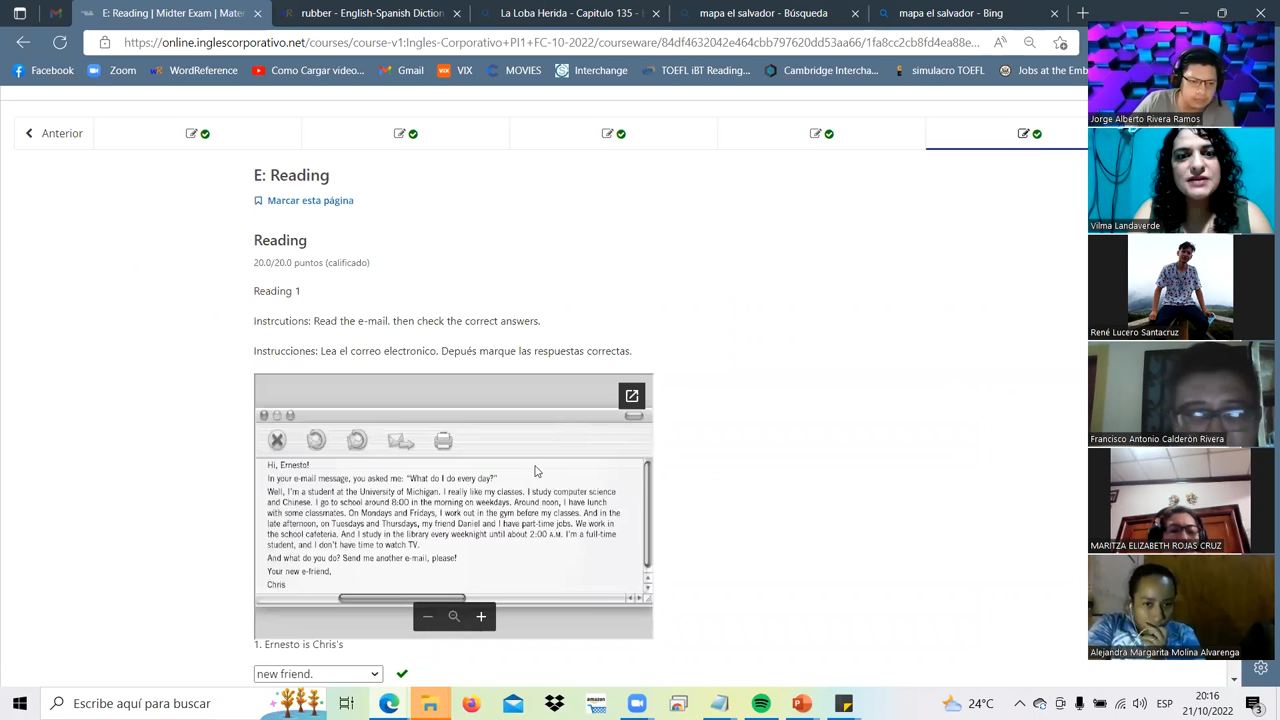 E: Reading | Midter Exam | Mater
rubber - English-Spanish Diction
La Loba Herida - Capitulo 135 -
mapa el salvador - Búsqueda
mapa el salvador - Bing
https://online.inglescorporativo.net/courses/course-v1:Ingles-Corporativo+PI1+FC-10-2022/courseware/84df4632042e464cbb797620dd53aa66/1fa8cc2cb8fd4ea88e...
Facebook
Zoom
WordReference
Como Cargar video...
Gmail
VIX
MOVIES
Interchange
TOEFL iBT Reading...
Cambridge Intercha...
simulacro TOEFL
Jobs at the Emb
Anterior
E: Reading
Marcar esta página
Reading
20.0/20.0 puntos (calificado)
Reading 1
Instrcutions: Read the e-mail. then check the correct answers.
Instrucciones: Lea el correo electronico. Depués marque las respuestas correctas.
Hi, Ernesto!
In your e-mail message, you asked me: "What do I do every day?"
Well, I'm a student at the University of Michigan. I really like my classes. I study computer science
and Chinese. I go to school around 8:00 in the morning on weekdays. Around noon, I have lunch
with some classmates. On Mondays and Fridays, I work out in the gym before my classes. And in the
late afternoon, on Tuesdays and Thursdays, my friend Daniel and I have part-time jobs. We work in
the school cafeteria. And I study in the library every weeknight until about 2:00 A.M. I'm a full-time
student, and I don't have time to watch TV.
And what do you do? Send me another e-mail, please!
Your new e-friend,
Chris
1. Ernesto is Chris's
new friend.
Jorge Alberto Rivera Ramos
Vilma Landaverde
René Lucero Santacruz
Francisco Antonio Calderòn Rivera
MARITZA ELIZABETH ROJAS CRUZ
Alejandra Margarita Molina Alvarenga
Escribe aquí para buscar
amazon
24°C
ESP
20:16
21/10/2022
3